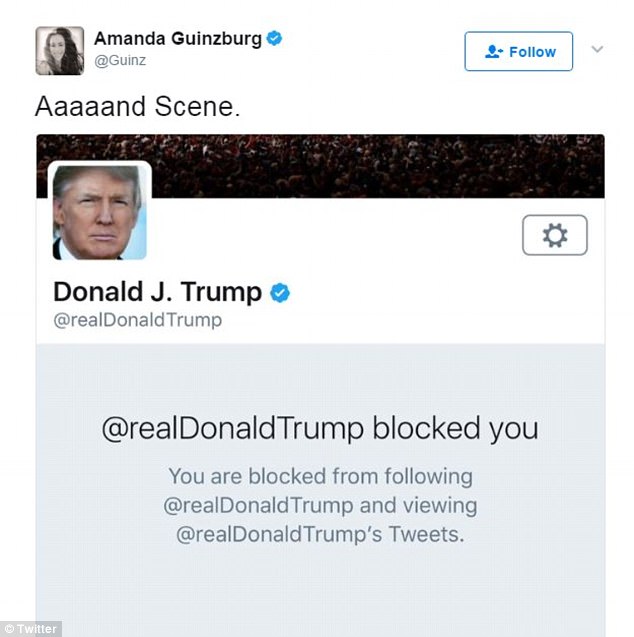 Amanda Guinzburg
@Guinz
Follow
Aaaaand Scene.
Donald J. Trump
@realDonaldTrump
@realDonaldTrump blocked you
You are blocked from following
@realDonaldTrump and viewing
@realDonaldTrump's Tweets.
© Twitter